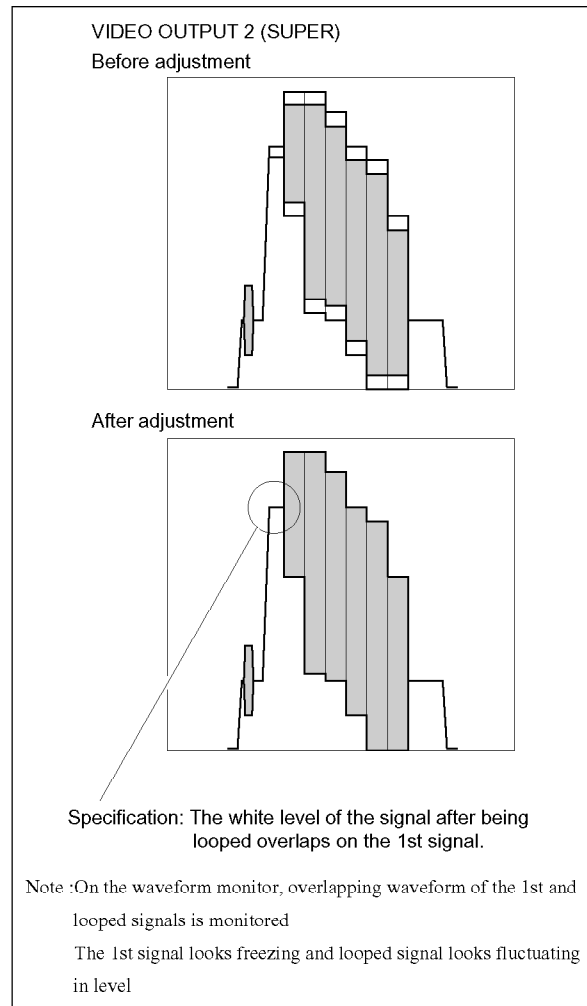 VIDEO OUTPUT 2 (SUPER)
Before adjustment
After adjustment
Specification: The white level of the signal after being
looped overlaps on the 1st signal.
Note :On the waveform monitor, overlapping waveform of the 1st and
looped signals is monitored
The 1st signal looks freezing and looped signal looks fluctuating
in level